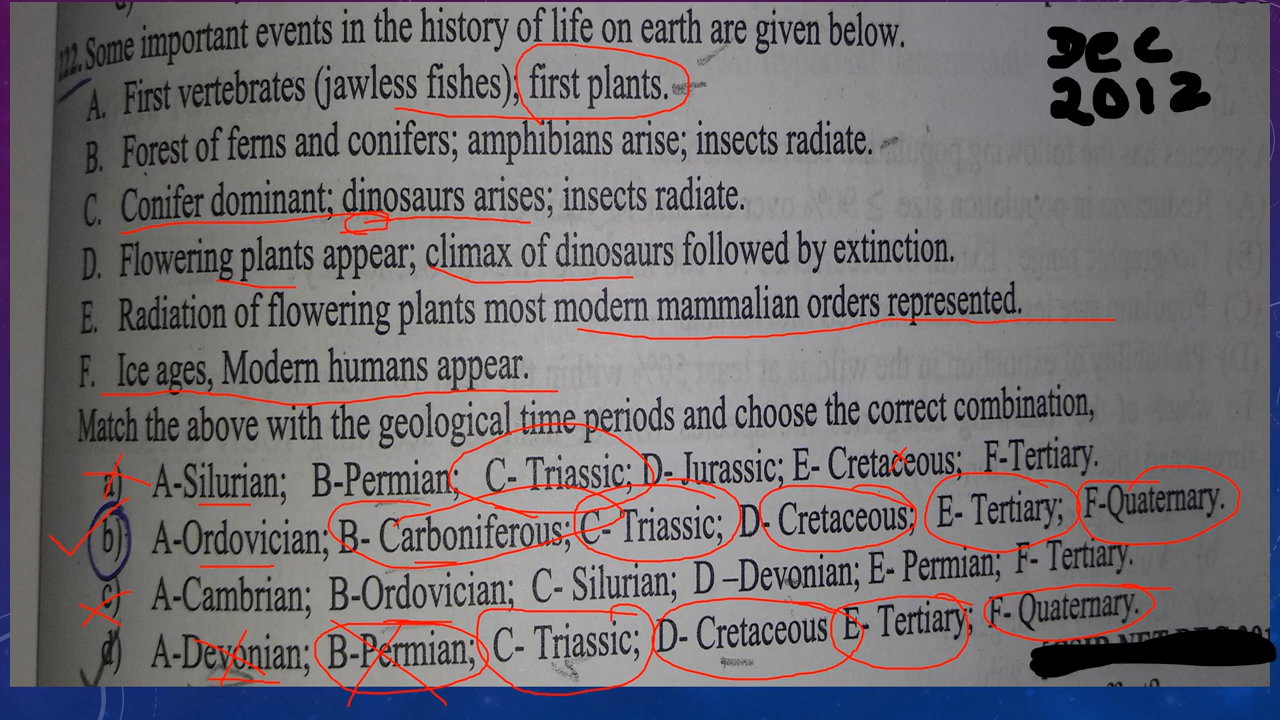 DEC
2012
122. Some important events in the history of life on earth are given below.
A. First vertebrates (jawless fishes); first plants.
B. Forest of ferns and conifers; amphibians arise; insects radiate.
C. Conifer dominant; dinosaurs arises; insects radiate.
D. Flowering plants appear; climax of dinosaurs followed by extinction.
E. Radiation of flowering plants most modern mammalian orders represented.
F. Ice ages, Modern humans appear.
Match the above with the geological time periods and choose the correct combination,
a) A-Silurian; B-Permian; C- Triassic; D- Jurassic; E- Cretaceous; F-Tertiary.
b) A-Ordovician; B- Carboniferous; C- Triassic; D- Cretaceous; E- Tertiary; F-Quaternary.
c) A-Cambrian; B-Ordovician; C- Silurian; D –Devonian; E- Permian; F- Tertiary.
d) A-Devonian; B-Permian; C- Triassic; D- Cretaceous E- Tertiary; F- Quaternary.